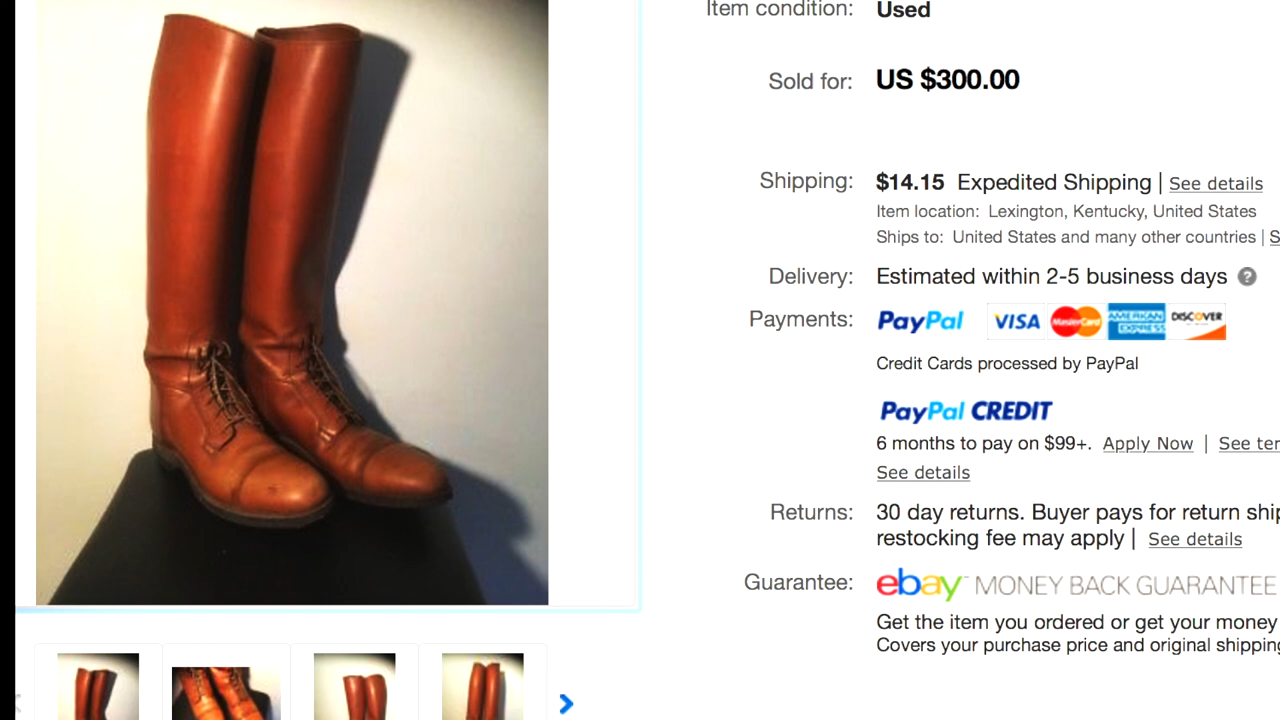 Item condition: Used
Sold for: US $300.00
Shipping: $14.15 Expedited Shipping | See details
Item location: Lexington, Kentucky, United States
Ships to: United States and many other countries | S
Delivery: Estimated within 2-5 business days ?
Payments: PayPal VISA MasterCard AMERICAN EXPRESS DISCOVER
Credit Cards processed by PayPal
PayPal CREDIT
6 months to pay on $99+. Apply Now | See ter
See details
Returns: 30 day returns. Buyer pays for return ship
restocking fee may apply | See details
Guarantee: ebay MONEY BACK GUARANTEE
Get the item you ordered or get your money
Covers your purchase price and original shipping